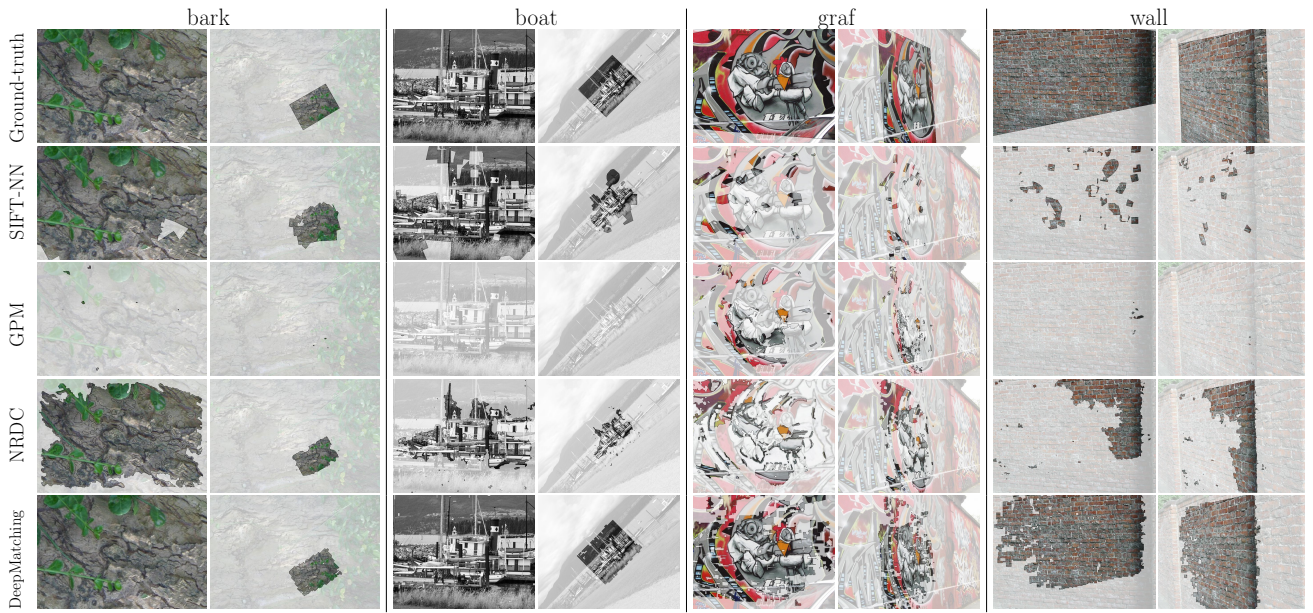 bark
boat
graf
wall
Ground-truth
SIFT-NN
GPM
NRDC
DeepMatching